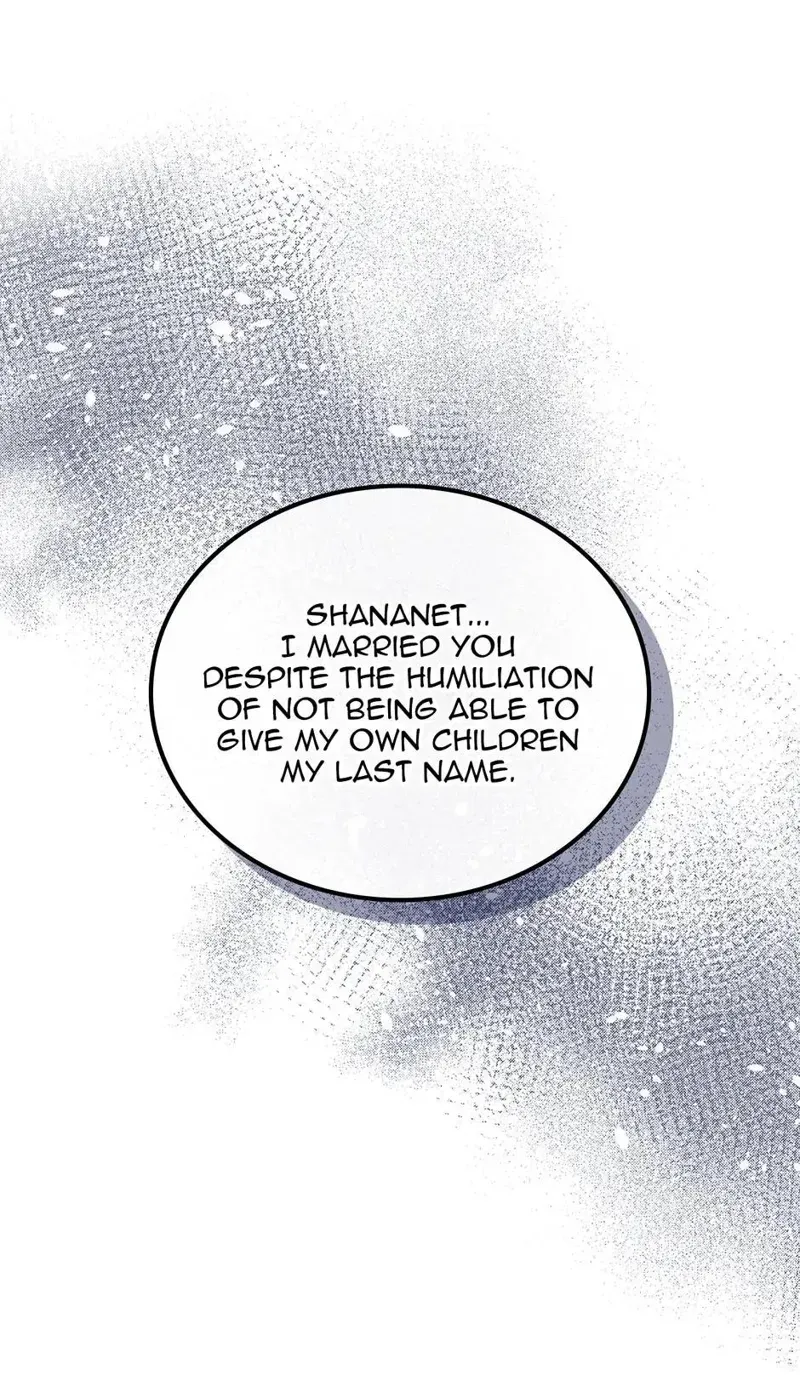 SHANANET...
I MARRIED YOU
DESPITE THE HUMILIATION
OF NOT BEING ABLE TO
GIVE MY OWN CHILDREN
MY LAST NAME.